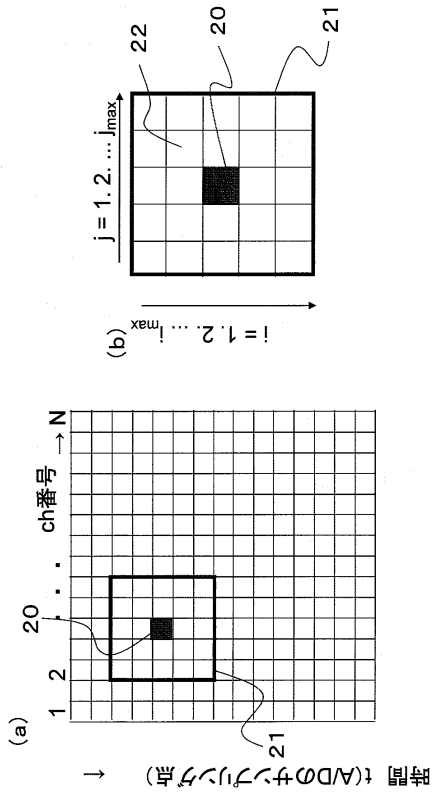 (a)
ch番号 → N
1 2 ・ ・ ・
20
21
時間 t(A/Dのサンプリング点) →
(b)
j = 1. 2. … jmax
i = 1. 2. … imax
22
20
21